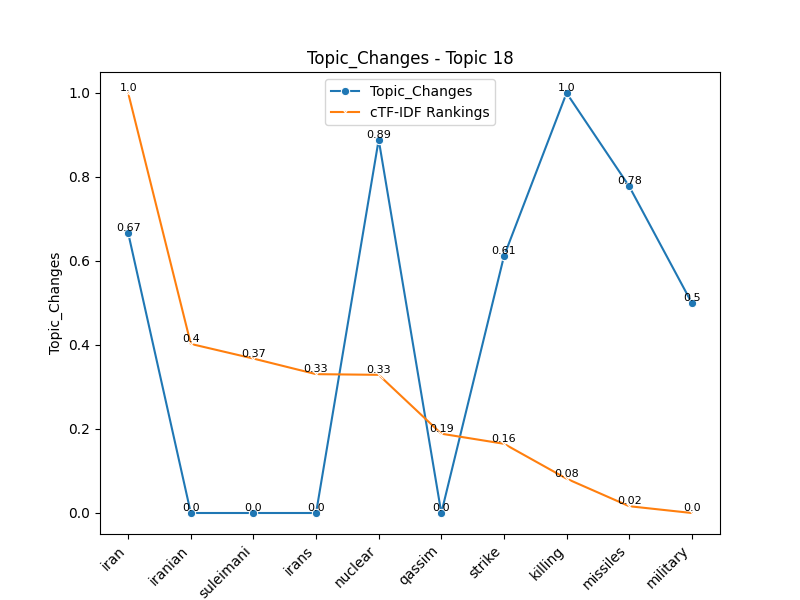 Topic_Changes - Topic 18
Topic_Changes
cTF-IDF Rankings
Topic_Changes
1.0
0.8
0.6
0.4
0.2
0.0
1.0
0.4
0.37
0.33
0.33
0.19
0.16
0.08
0.02
0.0
0.67
0.0
0.0
0.0
0.89
0.0
0.61
1.0
0.78
0.5
iran
iranian
suleimani
irans
nuclear
qassim
strike
killing
missiles
military